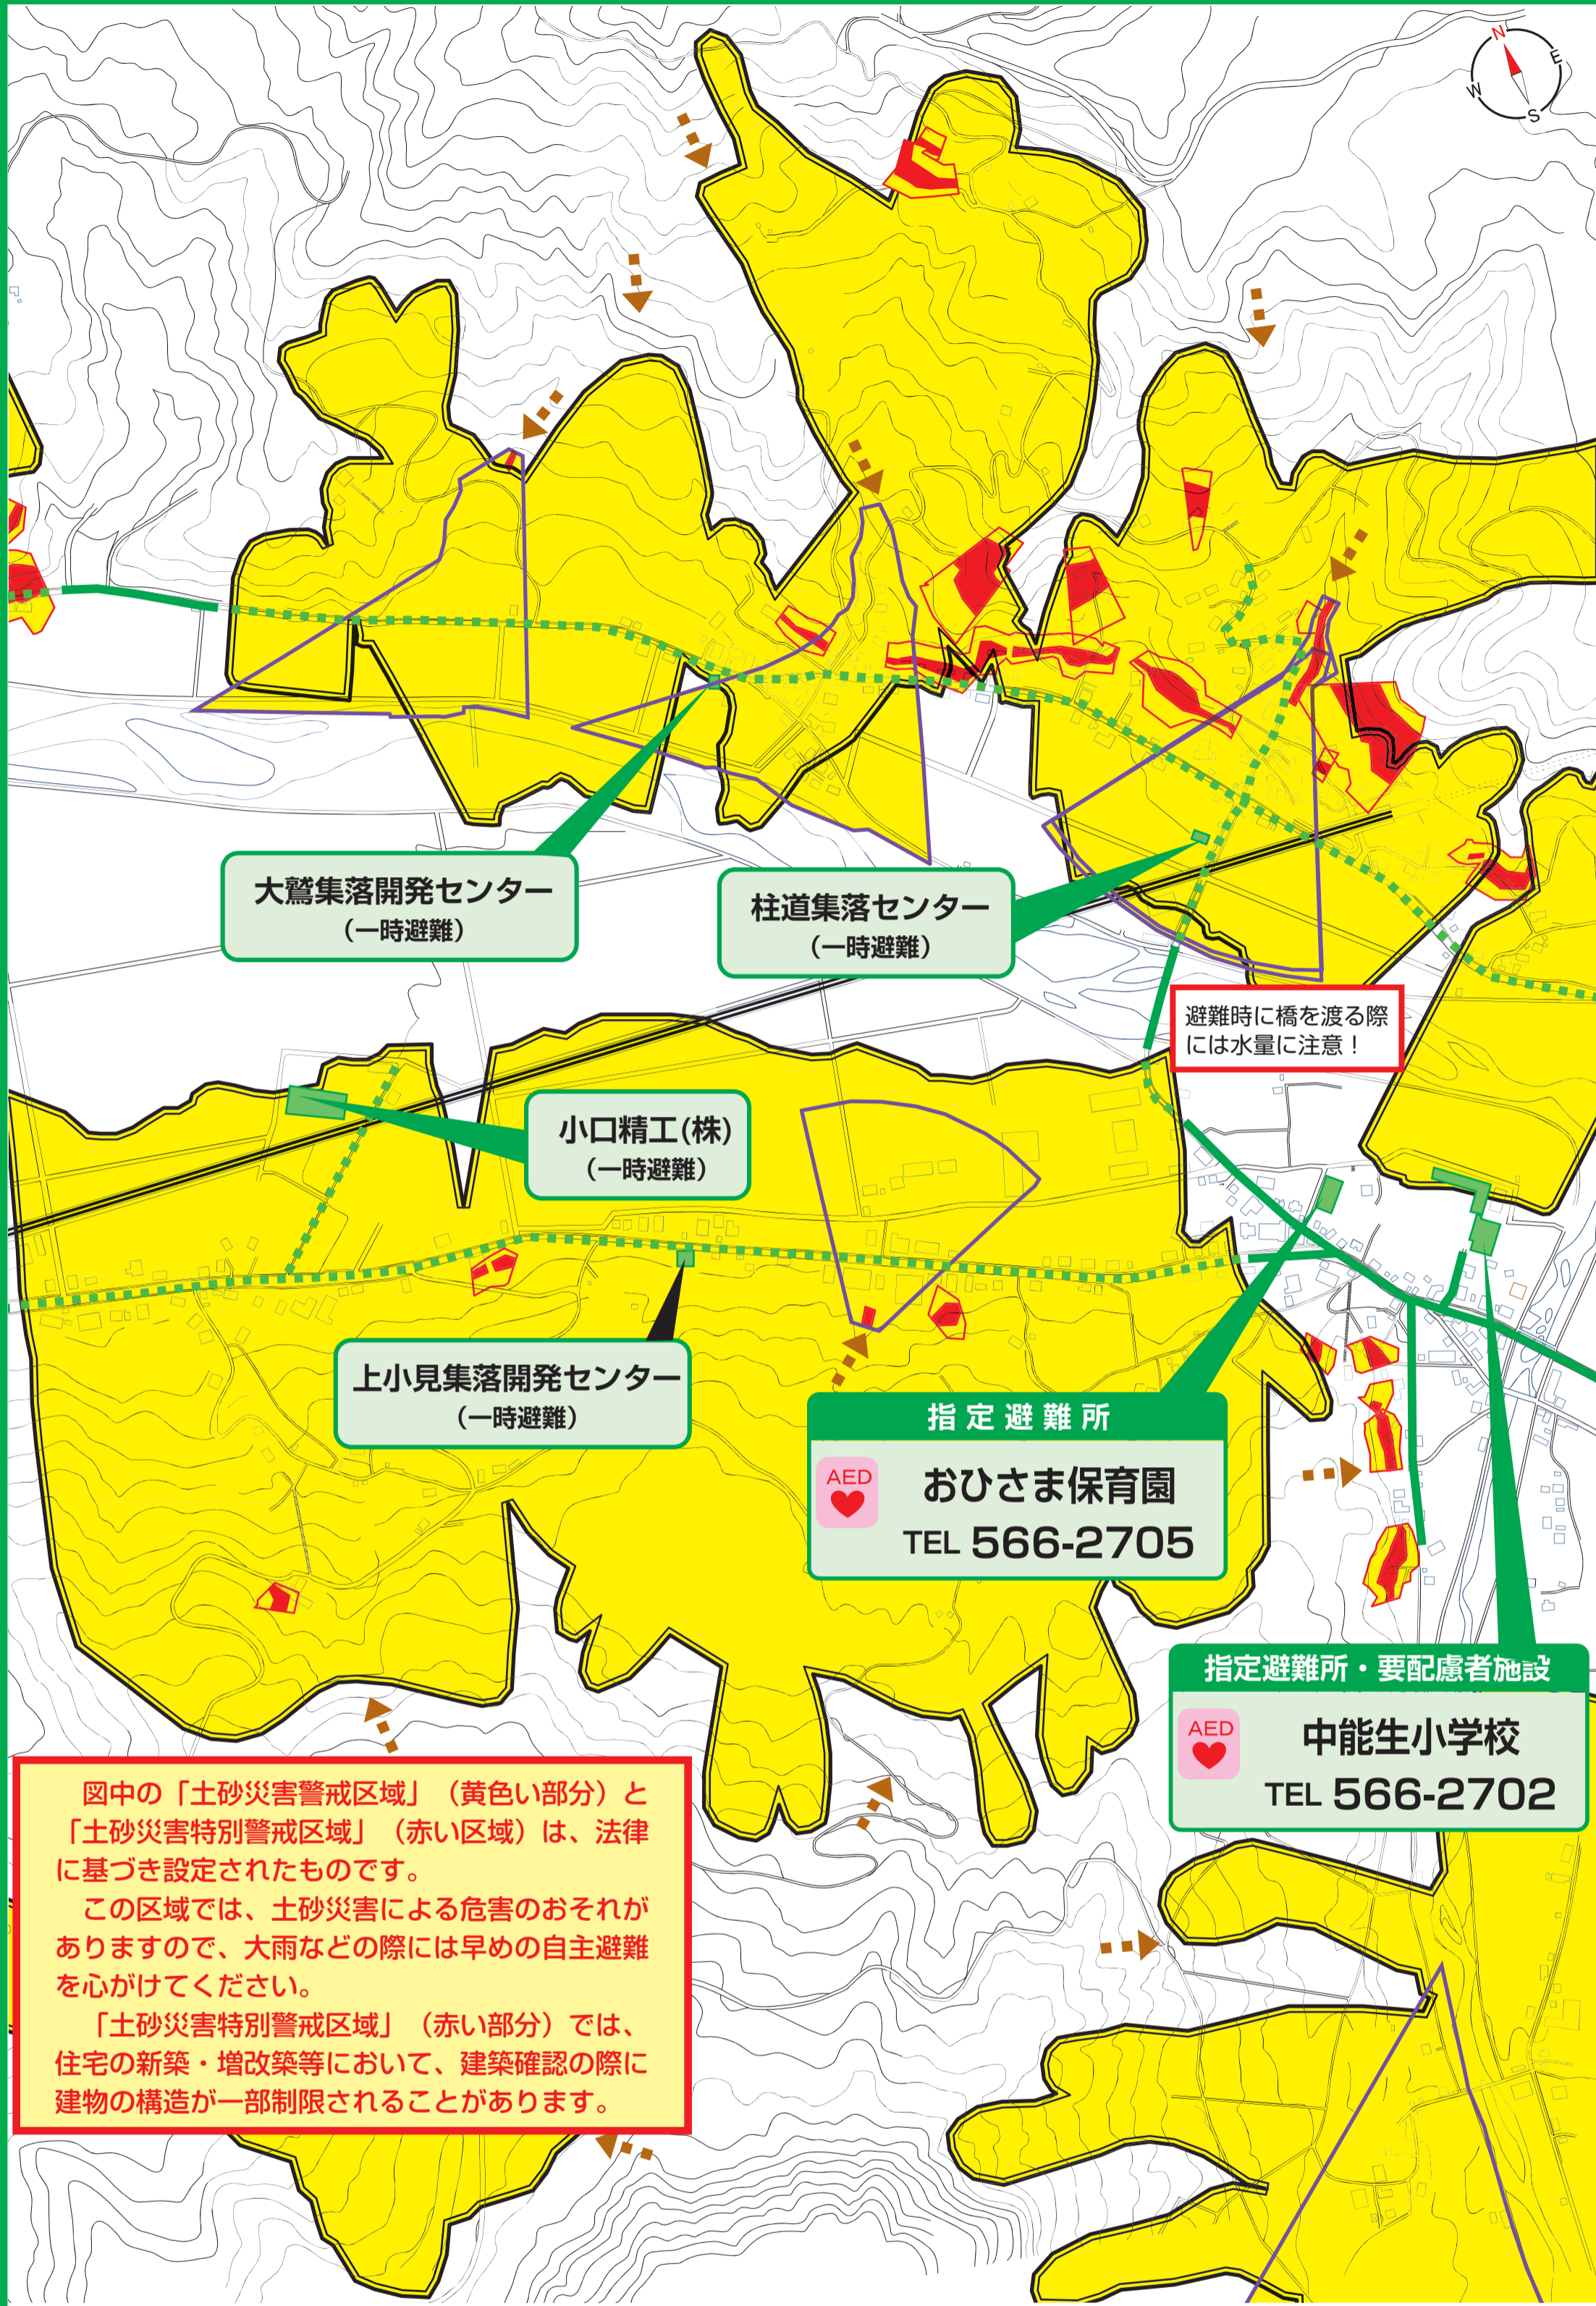 N
E
W
S
大鷲集落開発センター
（一時避難）
柱道集落センター
（一時避難）
避難時に橋を渡る際
には水量に注意！
小口精工(株)
（一時避難）
上小見集落開発センター
（一時避難）
指定避難所
AED
おひさま保育園
TEL 566-2705
指定避難所・要配慮者施設
AED
中能生小学校
TEL 566-2702
図中の「土砂災害警戒区域」（黄色い部分）と
「土砂災害特別警戒区域」（赤い区域）は、法律
に基づき設定されたものです。
この区域では、土砂災害による危害のおそれが
ありますので、大雨などの際には早めの自主避難
を心がけてください。
「土砂災害特別警戒区域」（赤い部分）では、
住宅の新築・増改築等において、建築確認の際に
建物の構造が一部制限されることがあります。